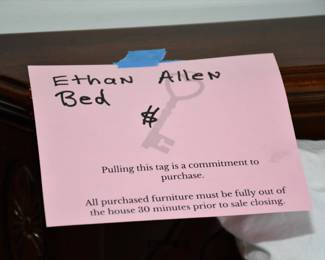 Ethan Allen
Bed
$
Pulling this tag is a commitment to
purchase.
All purchased furniture must be fully out of
the house 30 minutes prior to sale closing.